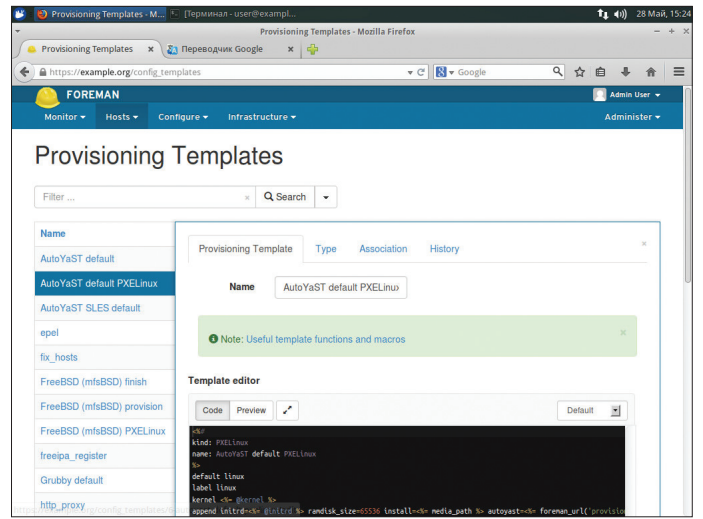 Provisioning Templates - M...
[Терминал - user@exampl...
28 Май, 15:24
Provisioning Templates - Mozilla Firefox
Provisioning Templates
Переводчик Google
https://example.org/config_templates
Google
FOREMAN
Admin User
Monitor
Hosts
Configure
Infrastructure
Administer
Provisioning Templates
Filter ...
Search
Name
AutoYaST default
AutoYaST default PXELinux
AutoYaST SLES default
epel
fix_hosts
FreeBSD (mfsBSD) finish
FreeBSD (mfsBSD) provision
FreeBSD (mfsBSD) PXELinux
freeipa_register
Grubby default
http_proxy
Provisioning Template
Type
Association
History
Name
AutoYaST default PXELinux
Note: Useful template functions and macros
Template editor
Code
Preview
Default
<%#
kind: PXELinux
name: AutoYaST default PXELinux
%>
default linux
label linux
kernel <%= @kernel %>
append initrd=<%= @initrd %> ramdisk_size=65536 install=<%= media_path %> autoyast=<%= foreman_url('provision